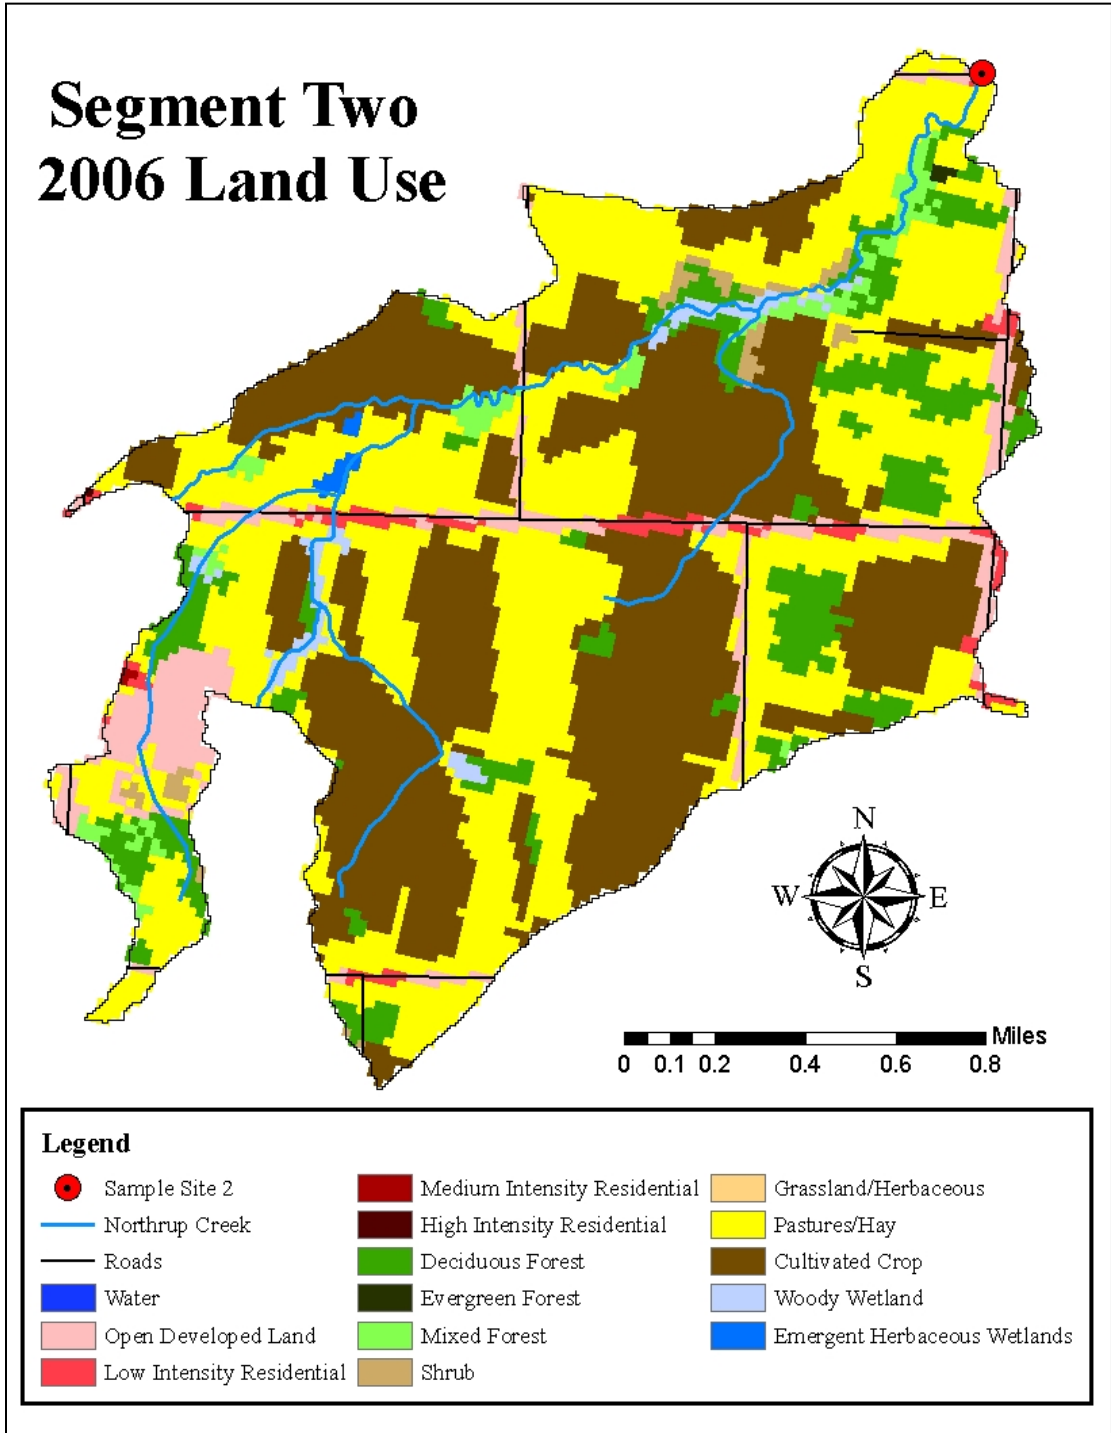 Segment Two
2006 Land Use
N
W
E
S
Miles
0 0.1 0.2 0.4 0.6 0.8
Legend
Sample Site 2
Northrup Creek
Roads
Water
Open Developed Land
Low Intensity Residential
Medium Intensity Residential
High Intensity Residential
Deciduous Forest
Evergreen Forest
Mixed Forest
Shrub
Grassland/Herbaceous
Pastures/Hay
Cultivated Crop
Woody Wetland
Emergent Herbaceous Wetlands